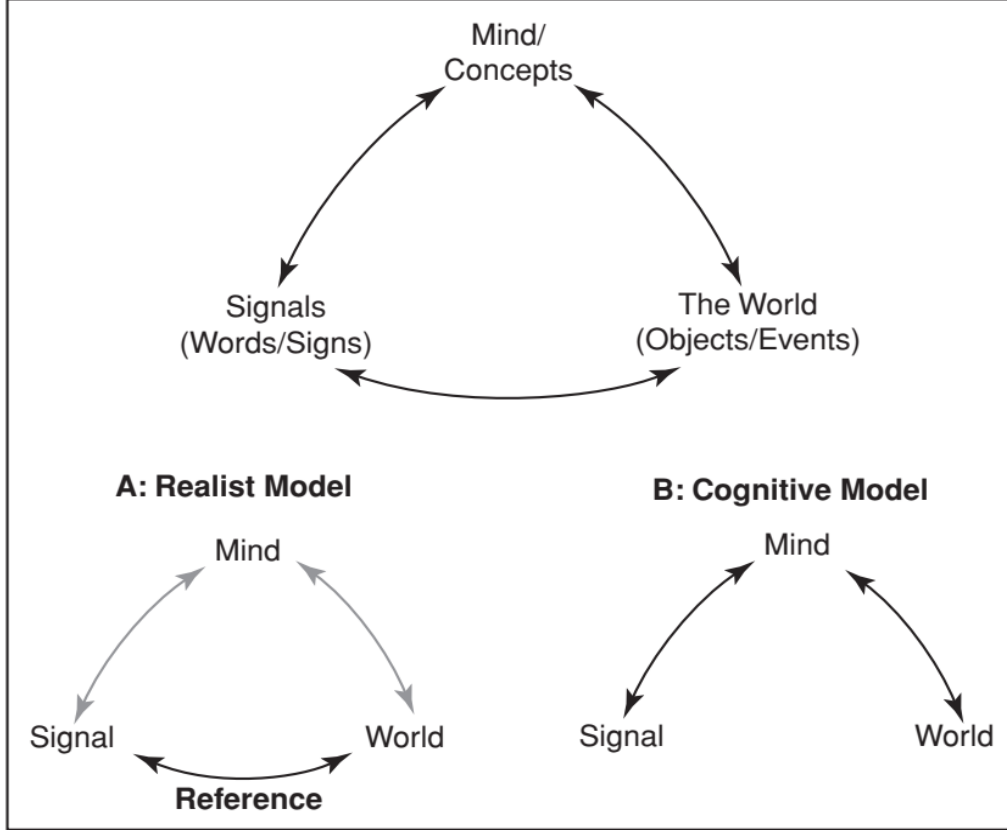 Mind/
Concepts
Signals
(Words/Signs)
The World
(Objects/Events)
A: Realist Model
Mind
Signal
World
Reference
B: Cognitive Model
Mind
Signal
World